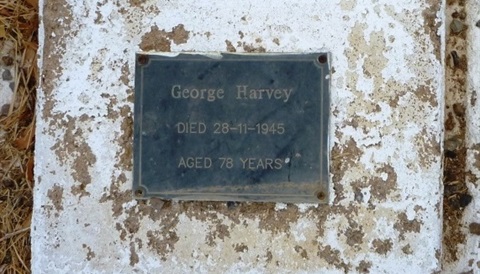 George Harvey
DIED 28-11-1945
AGED 78 YEARS